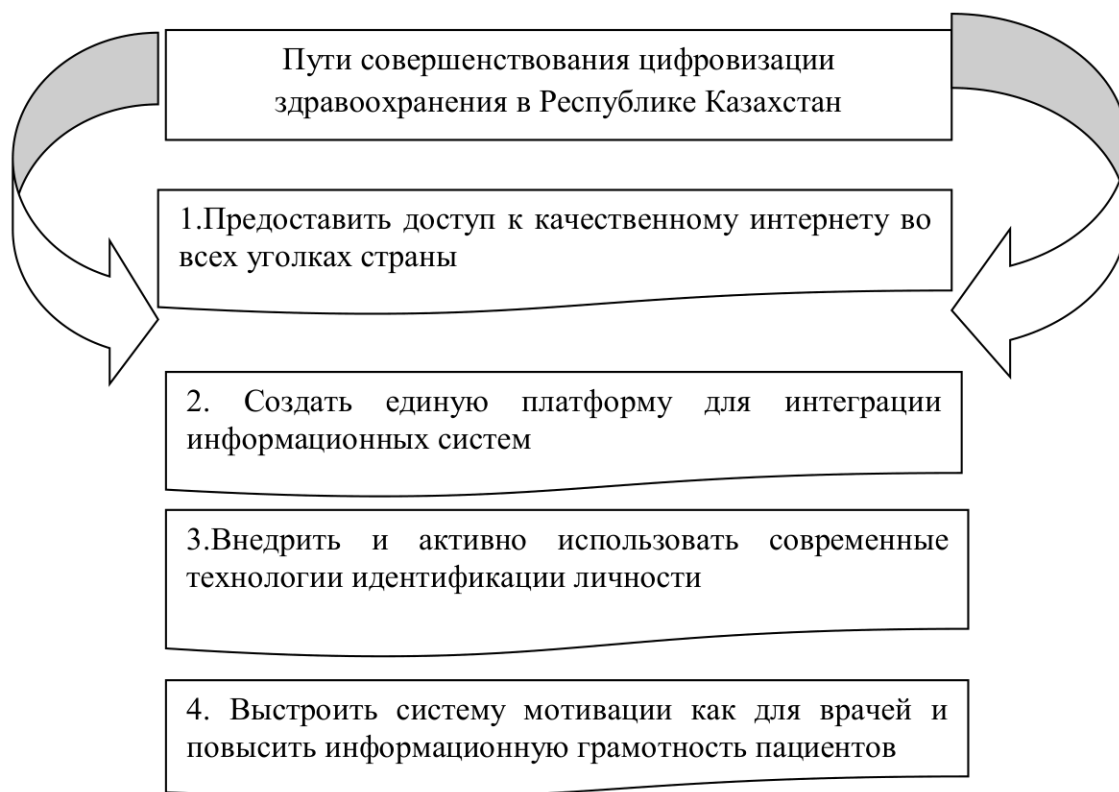 Пути совершенствования цифровизации
здравоохранения в Республике Казахстан
1.Предоставить доступ к качественному интернету во
всех уголках страны
2. Создать единую платформу для интеграции
информационных систем
3.Внедрить и активно использовать современные
технологии идентификации личности
4. Выстроить систему мотивации как для врачей и
повысить информационную грамотность пациентов